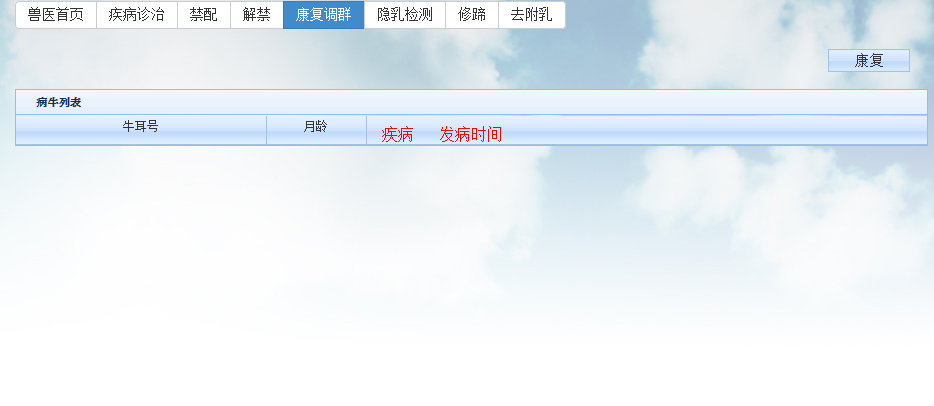 兽医首页 疾病诊治 禁配 解禁 康复调群 隐乳检测 修蹄 去附乳
康复
病牛列表
牛耳号 月龄 疾病 发病时间